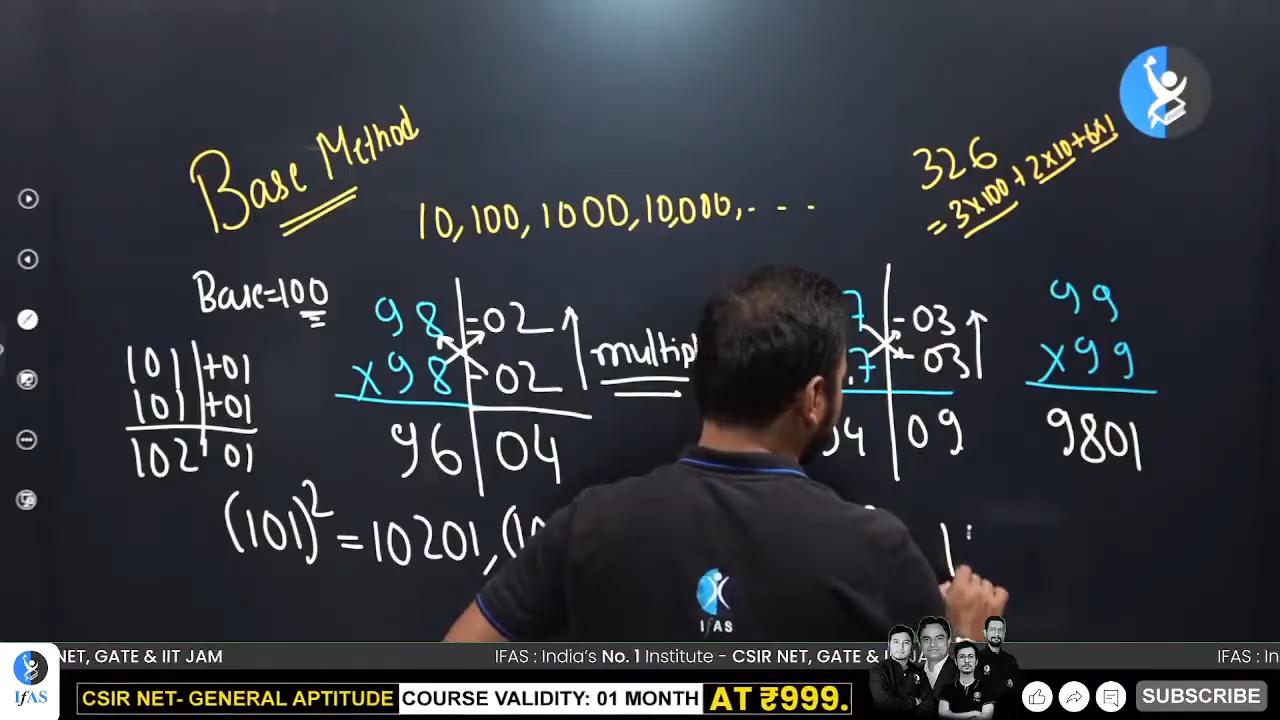 Base Method
10,100,1000,10,000,...
326
=3×100+2×10+6×1
Base=100
101 +01
101 +01
102 01
98 -02
×98 -02
96 04
7 -03
.7 -03
94 09
99
×99
9801
(101)²=10201,
IFAS
NET, GATE & IIT JAM
IFAS : India's No. 1 Institute - CSIR NET, GATE &
IFAS : In
IfAS
CSIR NET- GENERAL APTITUDE COURSE VALIDITY: 01 MONTH AT ₹999.
SUBSCRIBE